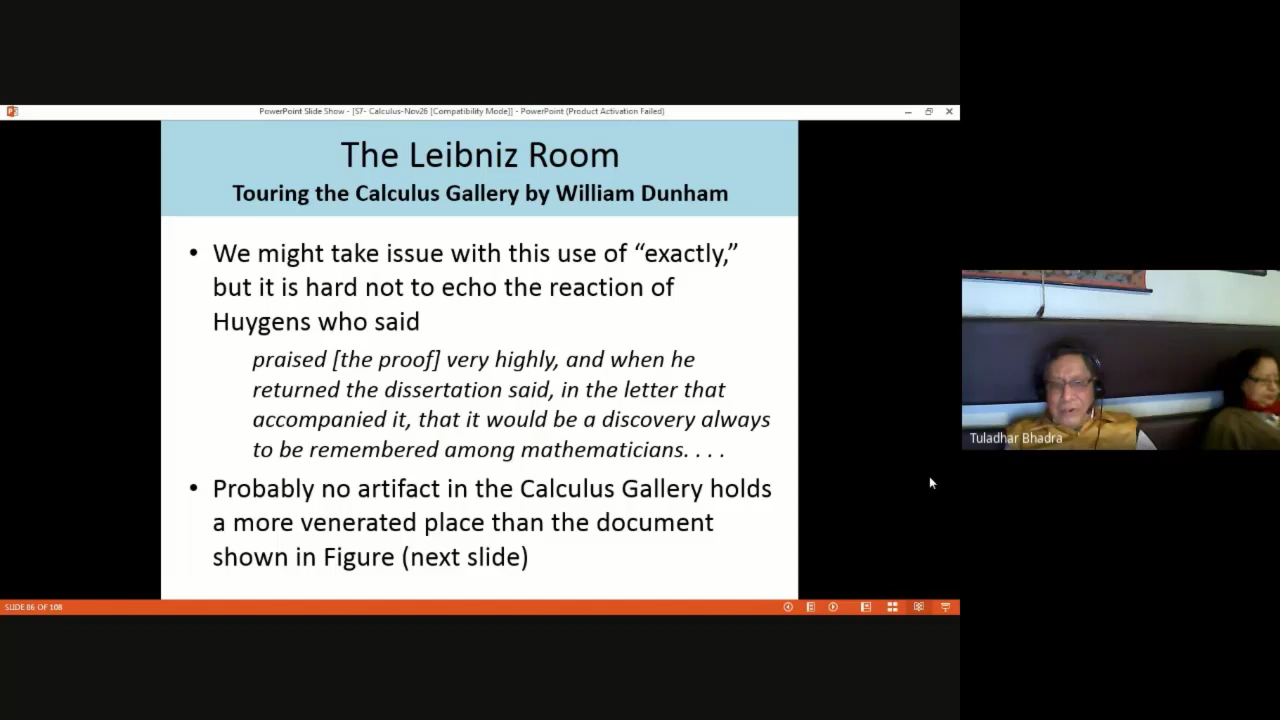 PowerPoint Slide Show - [S7- Calculus-Nov26 [Compatibility Mode]] - PowerPoint (Product Activation Failed)
The Leibniz Room
Touring the Calculus Gallery by William Dunham
• We might take issue with this use of “exactly,”
but it is hard not to echo the reaction of
Huygens who said
praised [the proof] very highly, and when he
returned the dissertation said, in the letter that
accompanied it, that it would be a discovery always
to be remembered among mathematicians. . . .
• Probably no artifact in the Calculus Gallery holds
a more venerated place than the document
shown in Figure (next slide)
SLIDE 86 OF 108
Tuladhar Bhadra